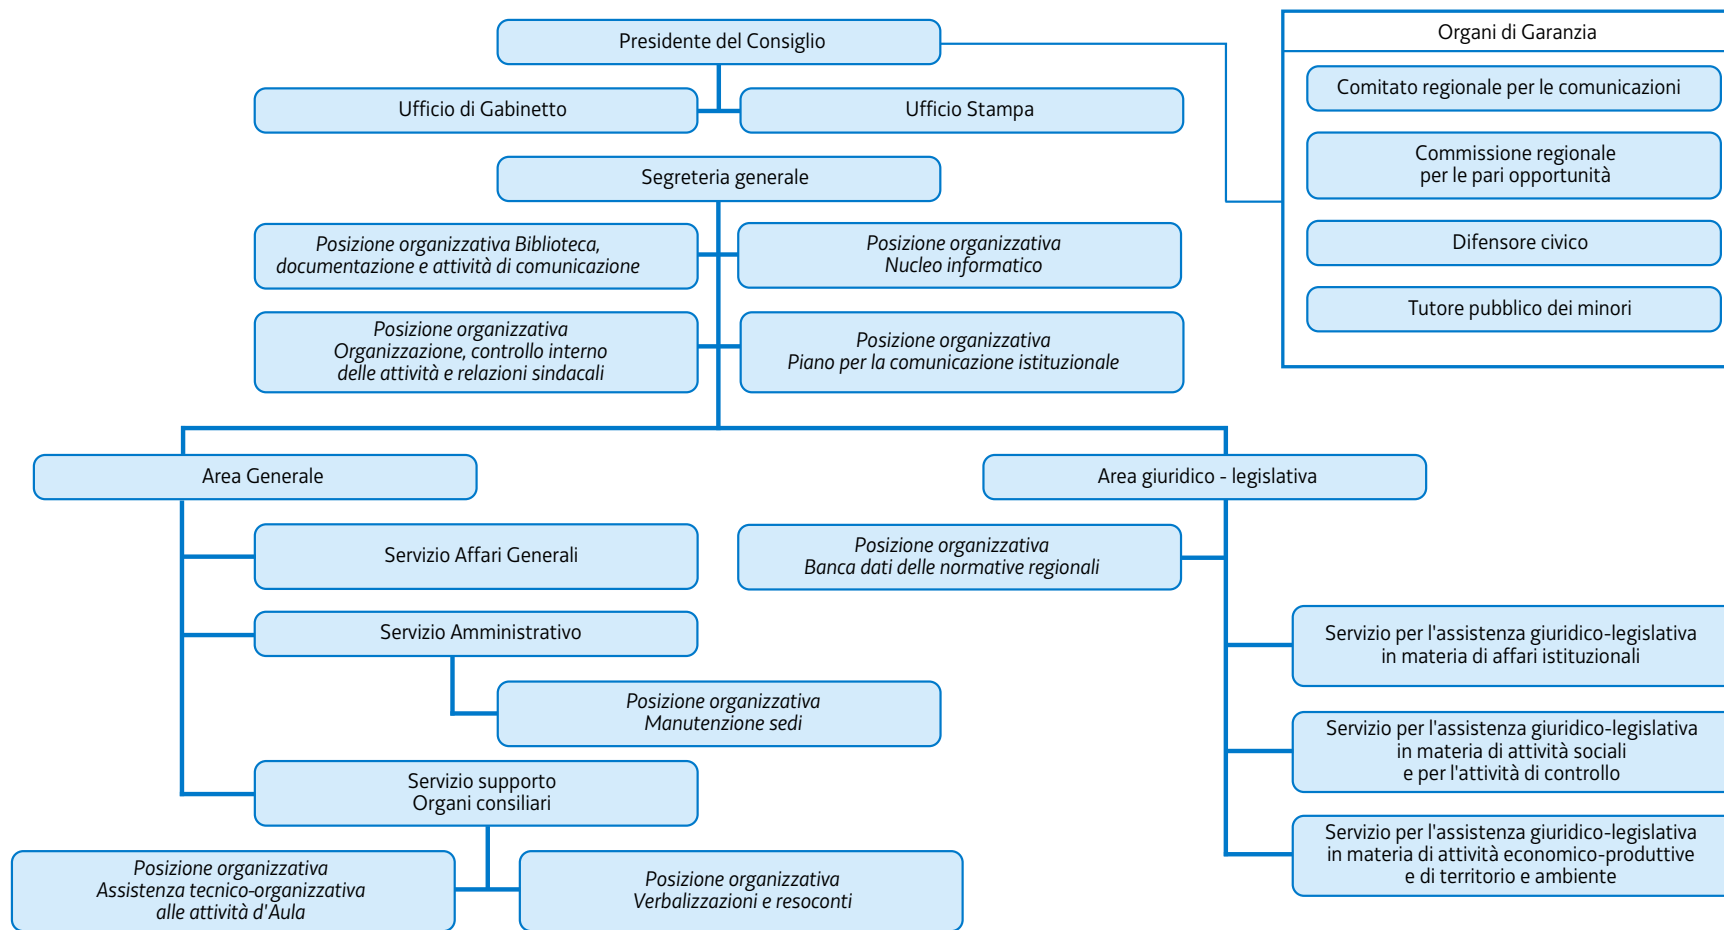 Presidente del Consiglio
Ufficio di Gabinetto
Ufficio Stampa
Organi di Garanzia
Comitato regionale per le comunicazioni
Commissione regionale
per le pari opportunità
Difensore civico
Tutore pubblico dei minori
Segreteria generale
Posizione organizzativa Biblioteca,
documentazione e attività di comunicazione
Posizione organizzativa
Nucleo informatico
Posizione organizzativa
Organizzazione, controllo interno
delle attività e relazioni sindacali
Posizione organizzativa
Piano per la comunicazione istituzionale
Area Generale
Servizio Affari Generali
Servizio Amministrativo
Posizione organizzativa
Manutenzione sedi
Servizio supporto
Organi consiliari
Posizione organizzativa
Assistenza tecnico-organizzativa
alle attività d'Aula
Posizione organizzativa
Verbalizzazioni e resoconti
Area giuridico - legislativa
Posizione organizzativa
Banca dati delle normative regionali
Servizio per l'assistenza giuridico-legislativa
in materia di affari istituzionali
Servizio per l'assistenza giuridico-legislativa
in materia di attività sociali
e per l'attività di controllo
Servizio per l'assistenza giuridico-legislativa
in materia di attività economico-produttive
e di territorio e ambiente